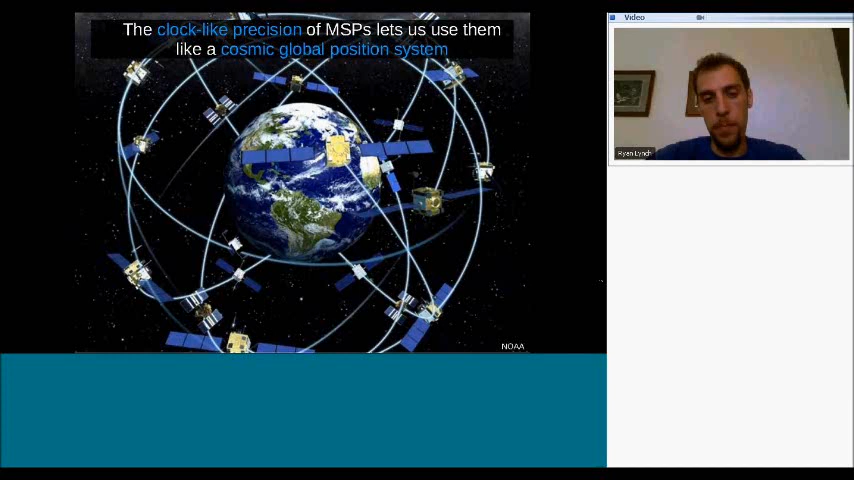 The clock-like precision of MSPs lets us use them
like a cosmic global position system
NOAA
Video
Ryan Lynch